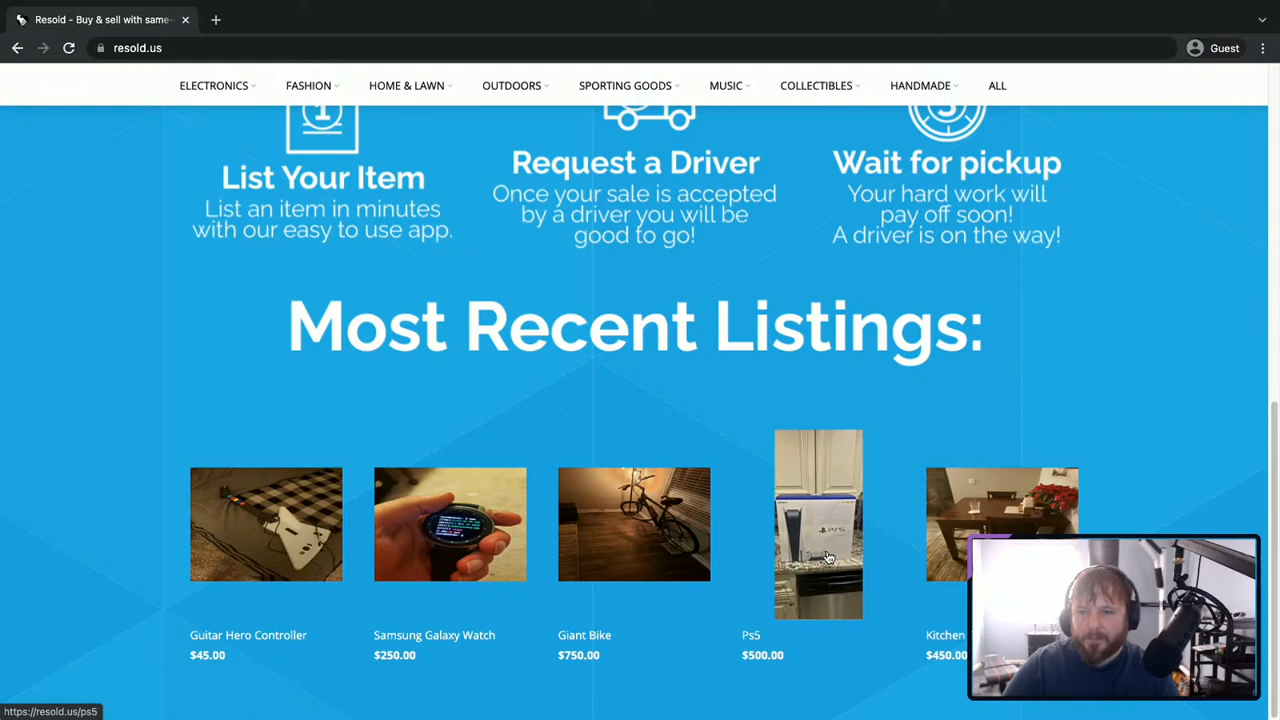 Resold - Buy & sell with same-
resold.us
Guest
ELECTRONICS
FASHION
HOME & LAWN
OUTDOORS
SPORTING GOODS
MUSIC
COLLECTIBLES
HANDMADE
ALL
1
3
List Your Item
List an item in minutes
with our easy to use app.
Request a Driver
Once your sale is accepted
by a driver you will be
good to go!
Wait for pickup
Your hard work will
pay off soon!
A driver is on the way!
Most Recent Listings:
PS5
Guitar Hero Controller
$45.00
Samsung Galaxy Watch
$250.00
Giant Bike
$750.00
Ps5
$500.00
Kitchen
$450.00
https://resold.us/ps5